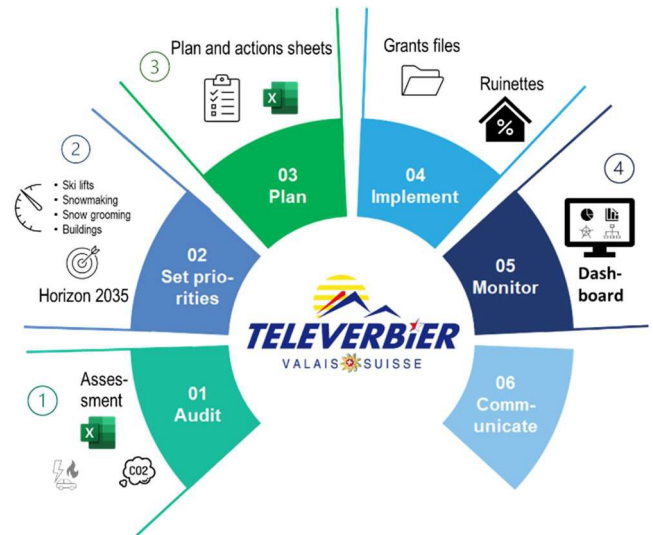 1
Assess-
ment
X
CO2
01
Audit
2
• Ski lifts
• Snowmaking
• Snow grooming
• Buildings
Horizon 2035
02
Set prio-
rities
3
Plan and actions sheets
X
03
Plan
Grants files
Ruinettes
%
04
Implement
4
Dash-
board
05
Monitor
06
Comm-
unicate
TELEVERBIER
VALAIS SUISSE